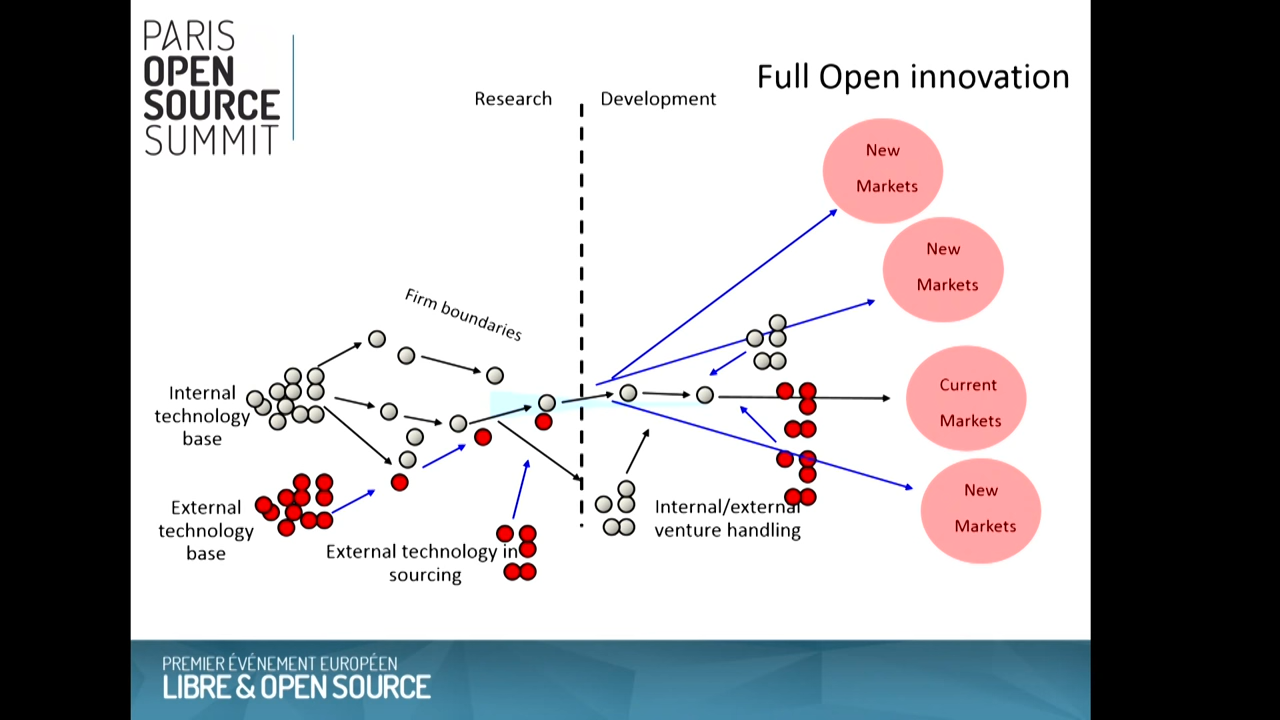 PARIS
OPEN
SOURCE
SUMMIT
Full Open innovation
Research
Development
New
Markets
New
Markets
Firm boundaries
Current
Markets
Internal
technology
base
New
Markets
External
technology
base
Internal/external
venture handling
External technology in
sourcing
PREMIER ÉVÉNEMENT EUROPÉEN
LIBRE & OPEN SOURCE